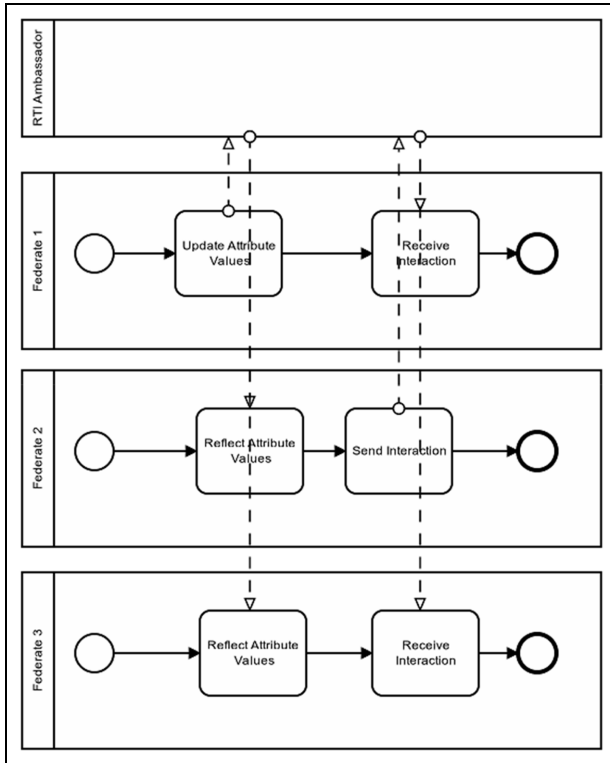 RTI Ambassador
Federate 1
Update Attribute
Values
Receive
Interaction
Federate 2
Reflect Attribute
Values
Send Interaction
Federate 3
Reflect Attribute
Values
Receive
Interaction